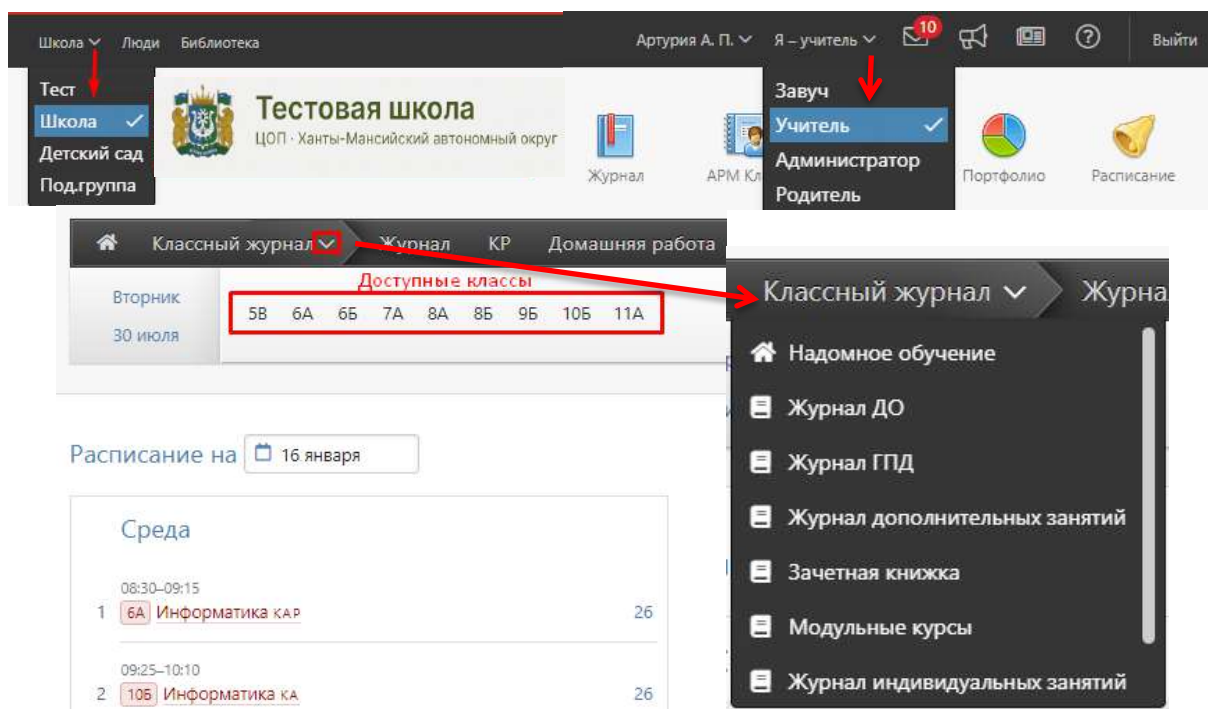 Школа Люди Библиотека
Артурия А. П. Я – учитель 10 Выйти
Тест
Школа
Детский сад
Под.группа
Тестовая школа
ЦОП · Ханты-Мансийский автономный округ
Журнал
АРМ Кл
Завуч
Учитель
Администратор
Родитель
Портфолио
Расписание
Классный журнал Журнал КР Домашняя работа
Вторник
30 июля
Доступные классы
5В 6А 6Б 7А 8А 8Б 9Б 10Б 11А
Классный журнал Журна
Надомное обучение
Журнал ДО
Журнал ГПД
Журнал дополнительных занятий
Зачетная книжка
Модульные курсы
Журнал индивидуальных занятий
Расписание на 16 января
Среда
08:30–09:15
1 6А Информатика КАР 26
09:25–10:10
2 10Б Информатика КА 26